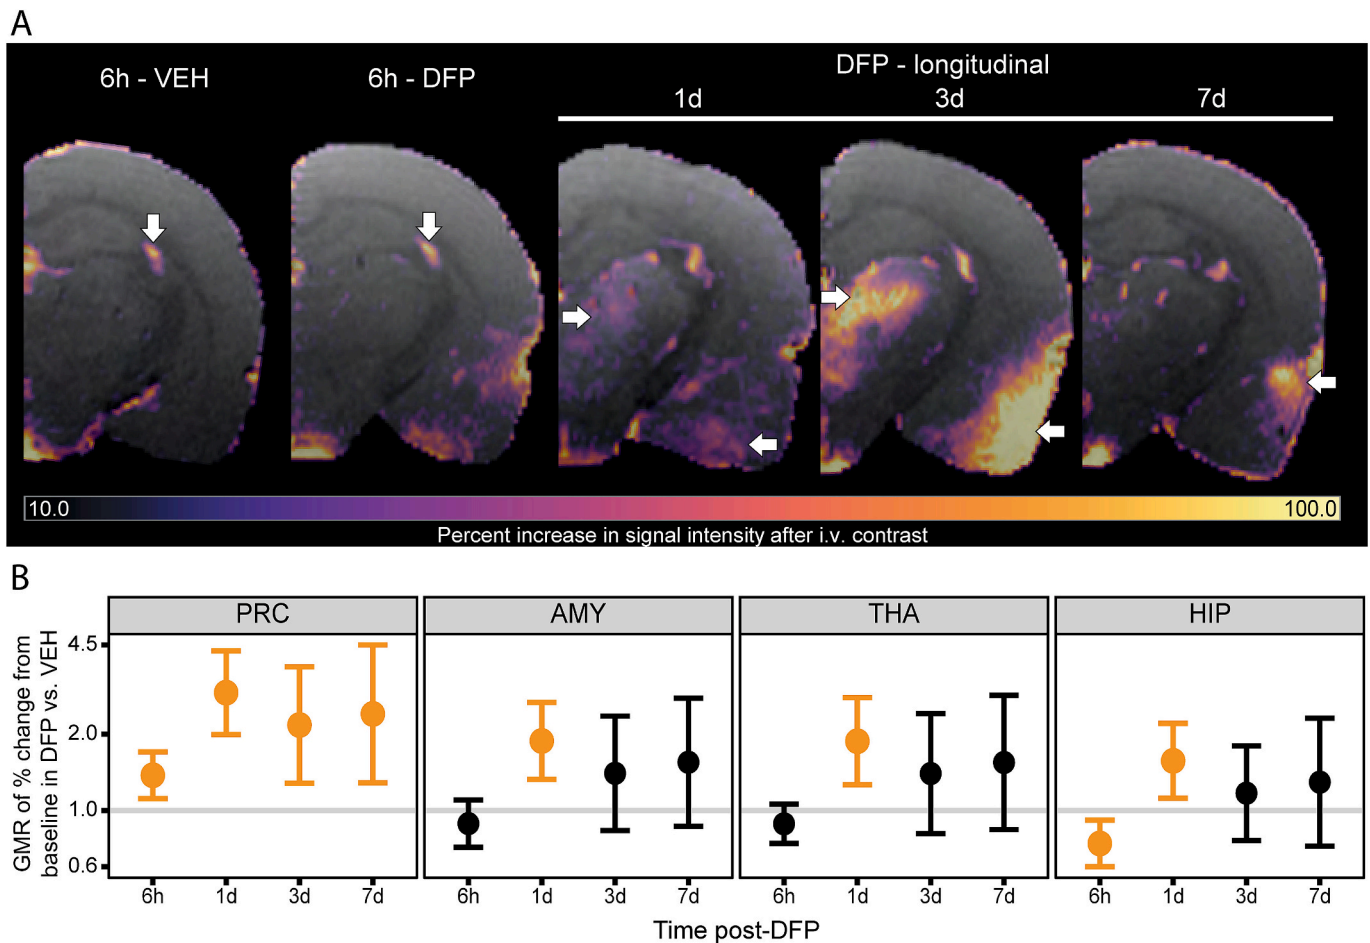 A
6h - VEH
6h - DFP
DFP - longitudinal
1d
3d
7d
10.0
100.0
Percent increase in signal intensity after i.v. contrast
B
PRC
AMY
THA
HIP
GMR of % change from
baseline in DFP vs. VEH
4.5
2.0
1.0
0.6
6h 1d 3d 7d
6h 1d 3d 7d
6h 1d 3d 7d
6h 1d 3d 7d
Time post-DFP